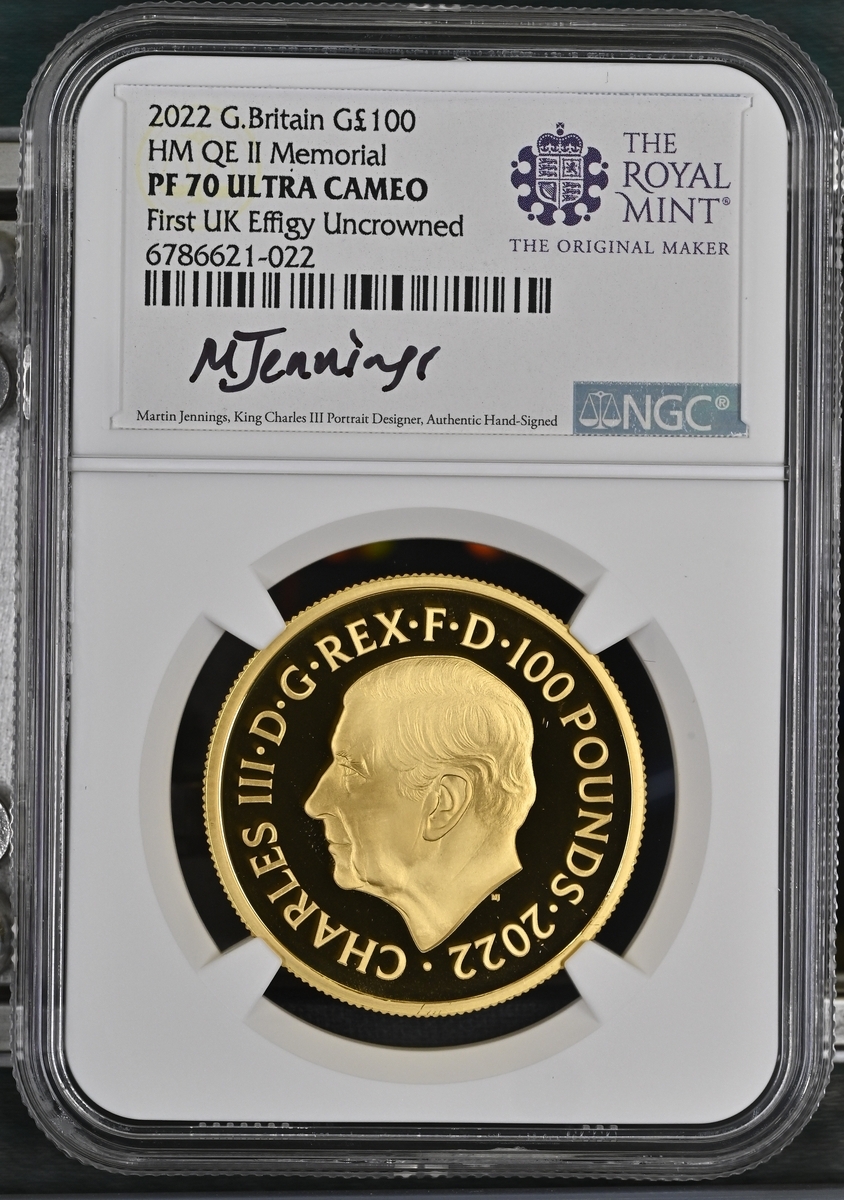 2022 G.Britain G£100
HM QE II Memorial
PF 70 ULTRA CAMEO
First UK Effigy Uncrowned
6786621-022
THE
ROYAL
MINT®
THE ORIGINAL MAKER
MJennings
Martin Jennings, King Charles III Portrait Designer, Authentic Hand-Signed
NGC®
CHARLES III·D·G·REX·F·D·100 POUNDS·2022·
MJ